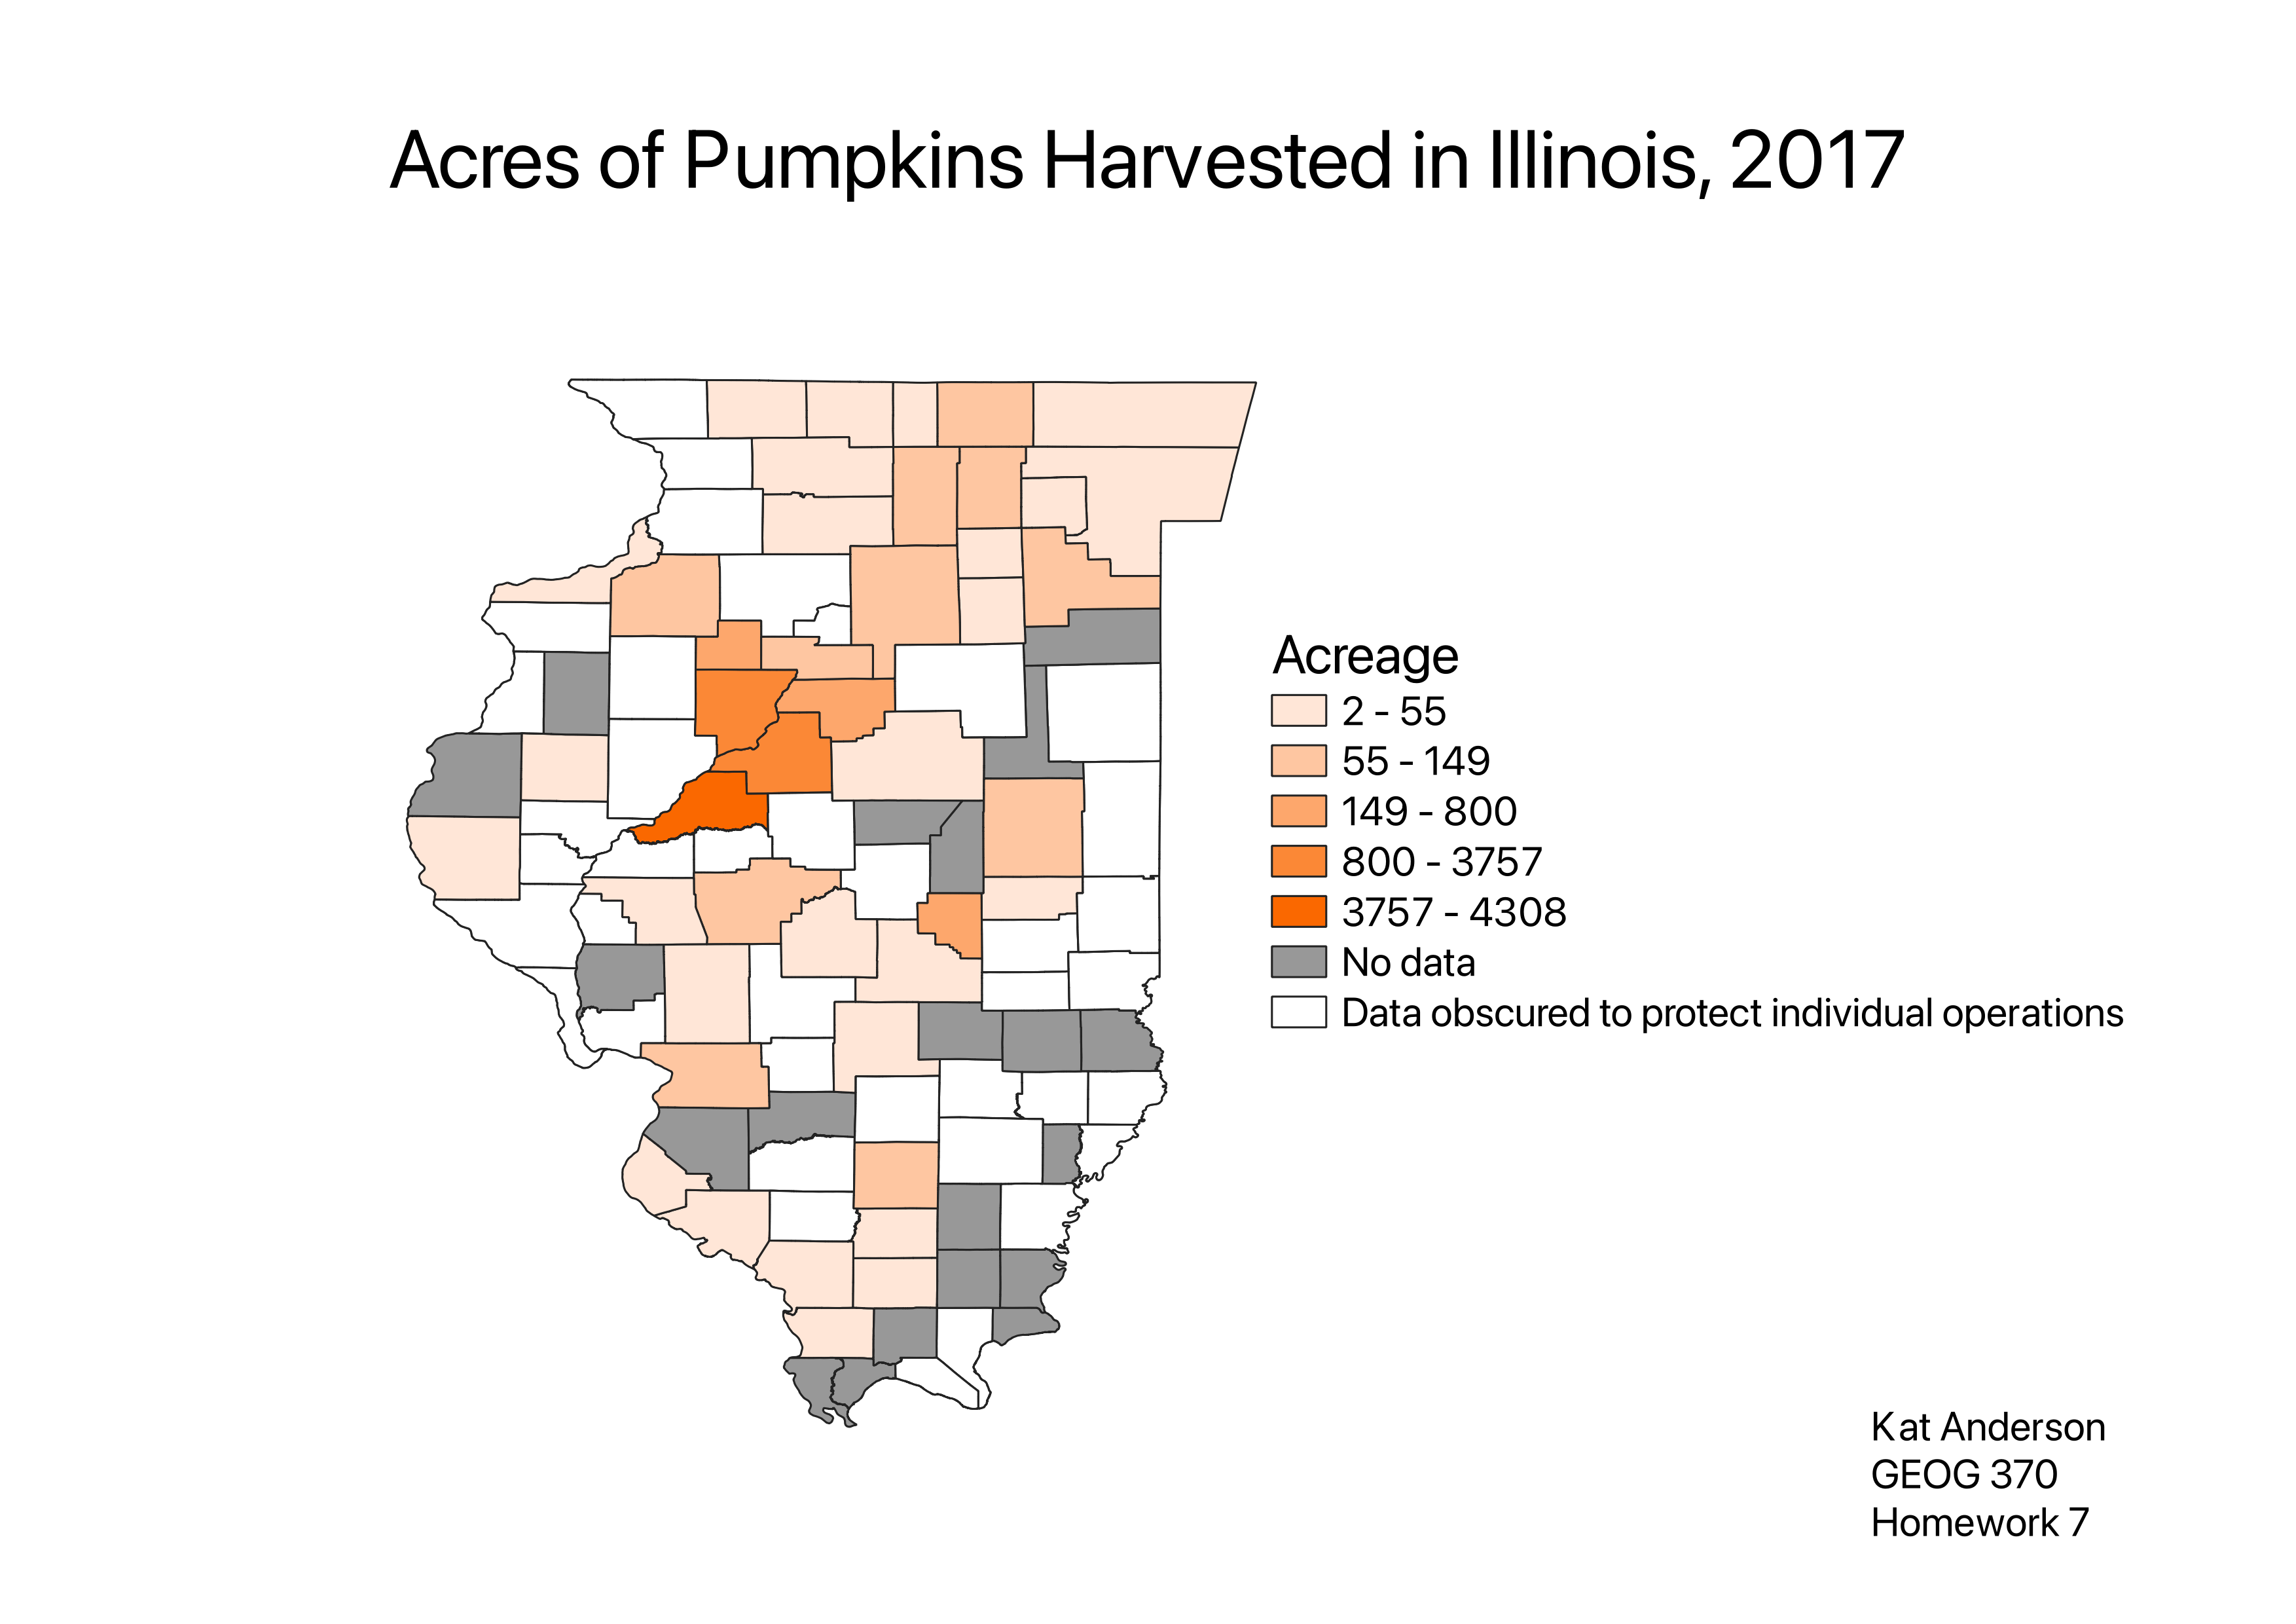 Acres of Pumpkins Harvested in Illinois, 2017
Acreage
2 - 55
55 - 149
149 - 800
800 - 3757
3757 - 4308
No data
Data obscured to protect individual operations
Kat Anderson
GEOG 370
Homework 7